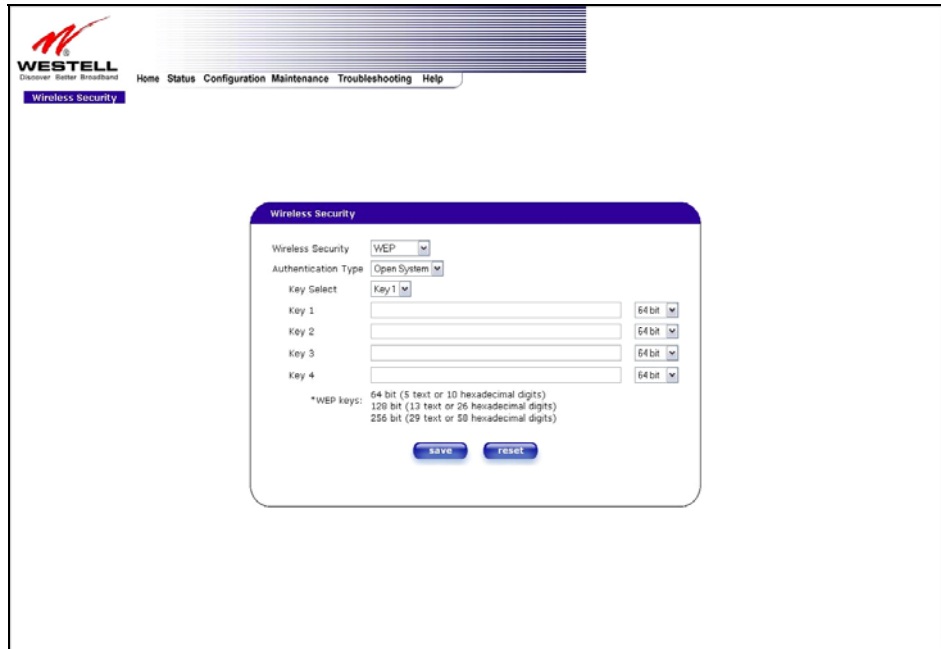 WESTELL®
Discover Better Broadband
Home Status Configuration Maintenance Troubleshooting Help
Wireless Security
Wireless Security
Wireless Security WEP
Authentication Type Open System
Key Select Key 1
Key 1 64 bit
Key 2 64 bit
Key 3 64 bit
Key 4 64 bit
*WEP keys: 64 bit (5 text or 10 hexadecimal digits)
128 bit (13 text or 26 hexadecimal digits)
256 bit (29 text or 58 hexadecimal digits)
save reset